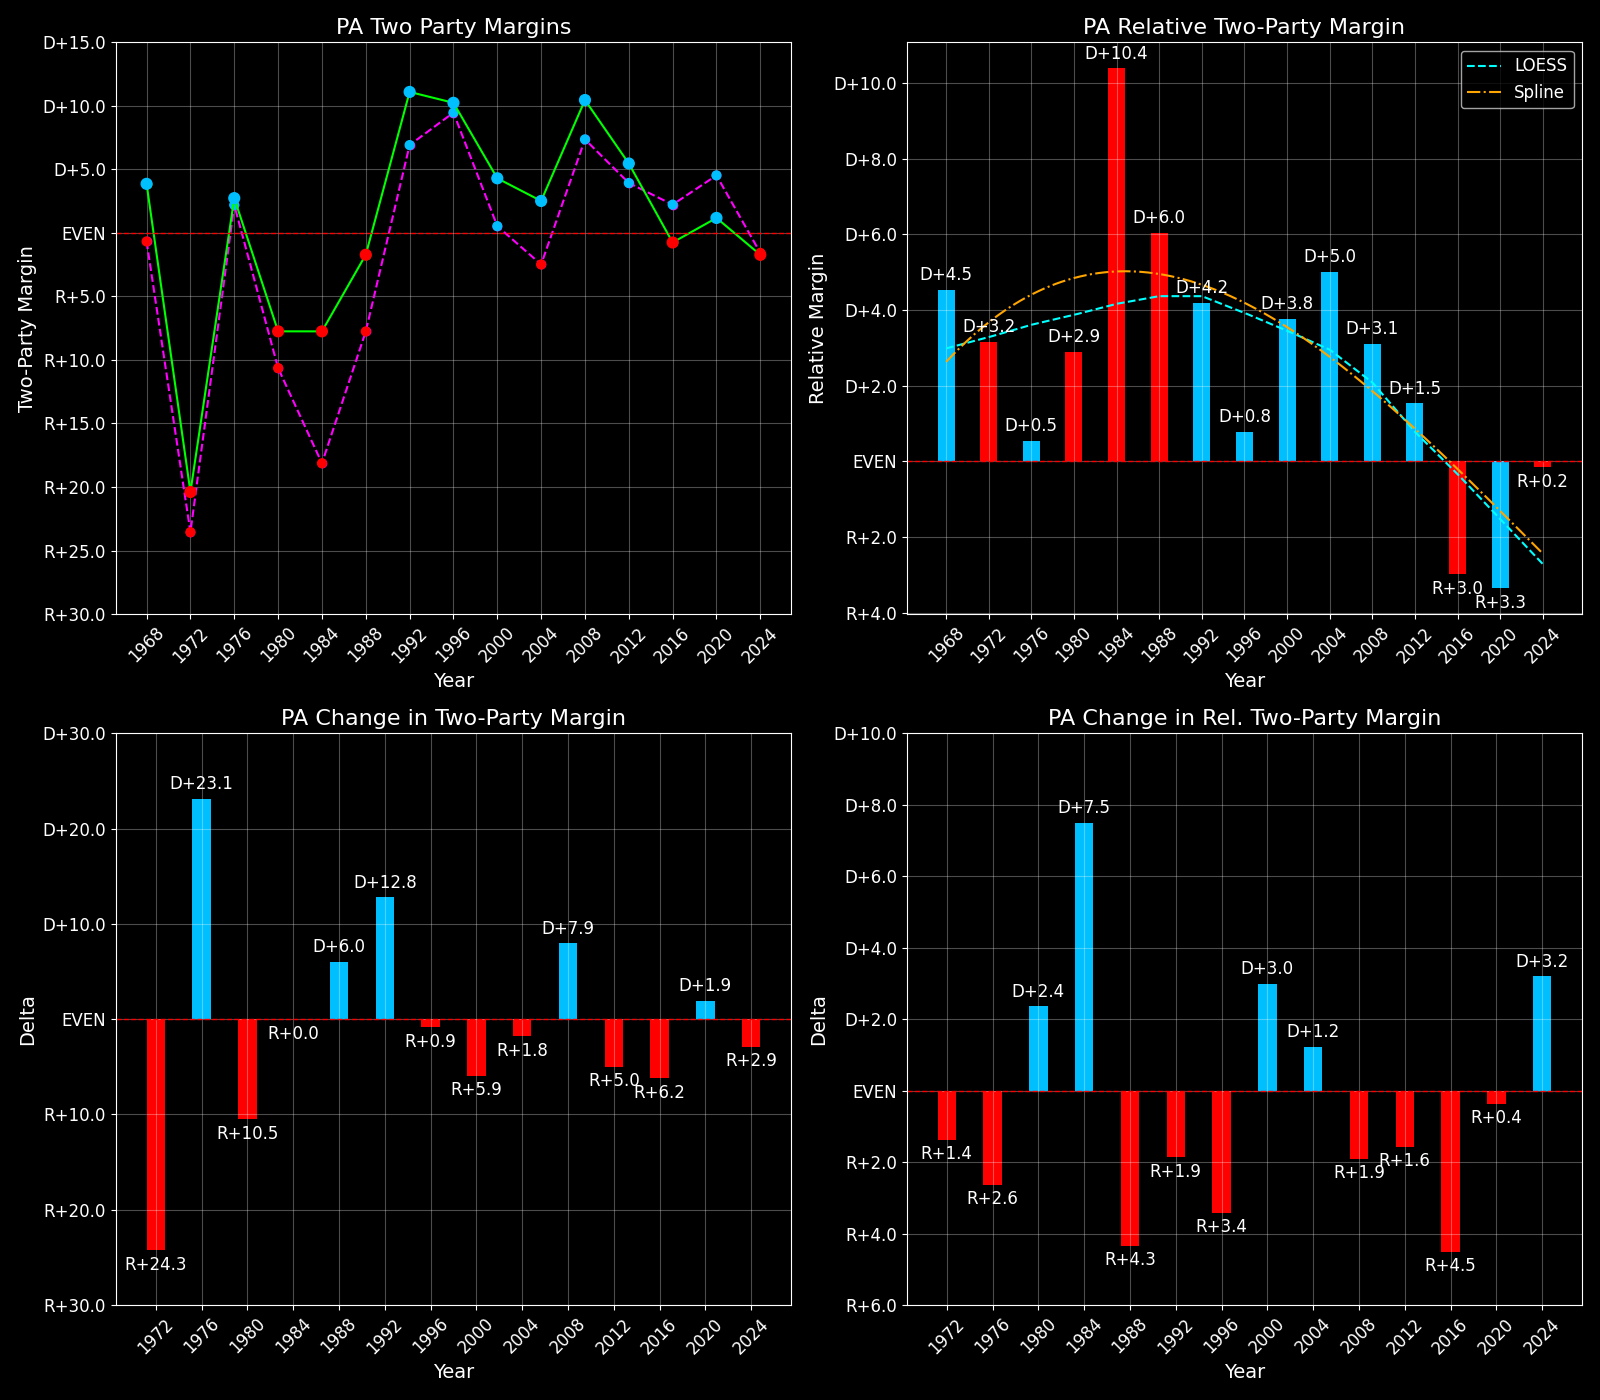 PA Two Party Margins
D+15.0
D+10.0
D+5.0
EVEN
R+5.0
R+10.0
R+15.0
R+20.0
R+25.0
R+30.0
Two-Party Margin
1968
1972
1976
1980
1984
1988
1992
1996
2000
2004
2008
2012
2016
2020
2024
Year
PA Relative Two-Party Margin
D+10.0
D+8.0
D+6.0
D+4.0
D+2.0
EVEN
R+2.0
R+4.0
Relative Margin
LOESS
Spline
D+4.5
D+3.2
D+0.5
D+2.9
D+10.4
D+6.0
D+4.2
D+0.8
D+3.8
D+5.0
D+3.1
D+1.5
R+3.0
R+3.3
R+0.2
1968
1972
1976
1980
1984
1988
1992
1996
2000
2004
2008
2012
2016
2020
2024
Year
PA Change in Two-Party Margin
D+30.0
D+20.0
D+10.0
EVEN
R+10.0
R+20.0
R+30.0
Delta
R+24.3
D+23.1
R+10.5
R+0.0
D+6.0
D+12.8
R+0.9
R+5.9
R+1.8
D+7.9
R+5.0
R+6.2
D+1.9
R+2.9
1972
1976
1980
1984
1988
1992
1996
2000
2004
2008
2012
2016
2020
2024
Year
PA Change in Rel. Two-Party Margin
D+10.0
D+8.0
D+6.0
D+4.0
D+2.0
EVEN
R+2.0
R+4.0
R+6.0
Delta
R+1.4
R+2.6
D+2.4
D+7.5
R+4.3
R+1.9
R+3.4
D+3.0
D+1.2
R+1.9
R+1.6
R+4.5
R+0.4
D+3.2
1972
1976
1980
1984
1988
1992
1996
2000
2004
2008
2012
2016
2020
2024
Year